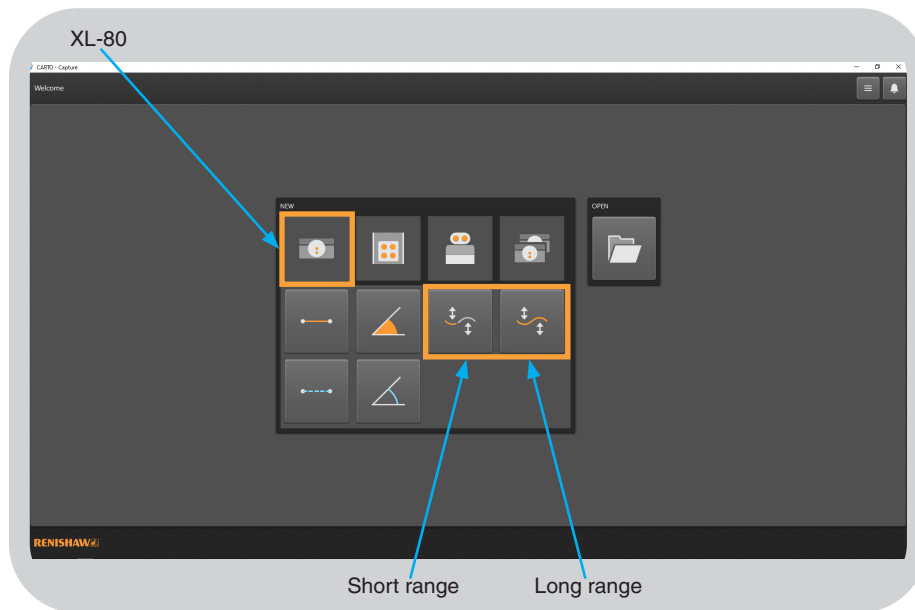 XL-80
CARTO - Capture
Welcome
NEW
OPEN
RENISHAW
Short range
Long range